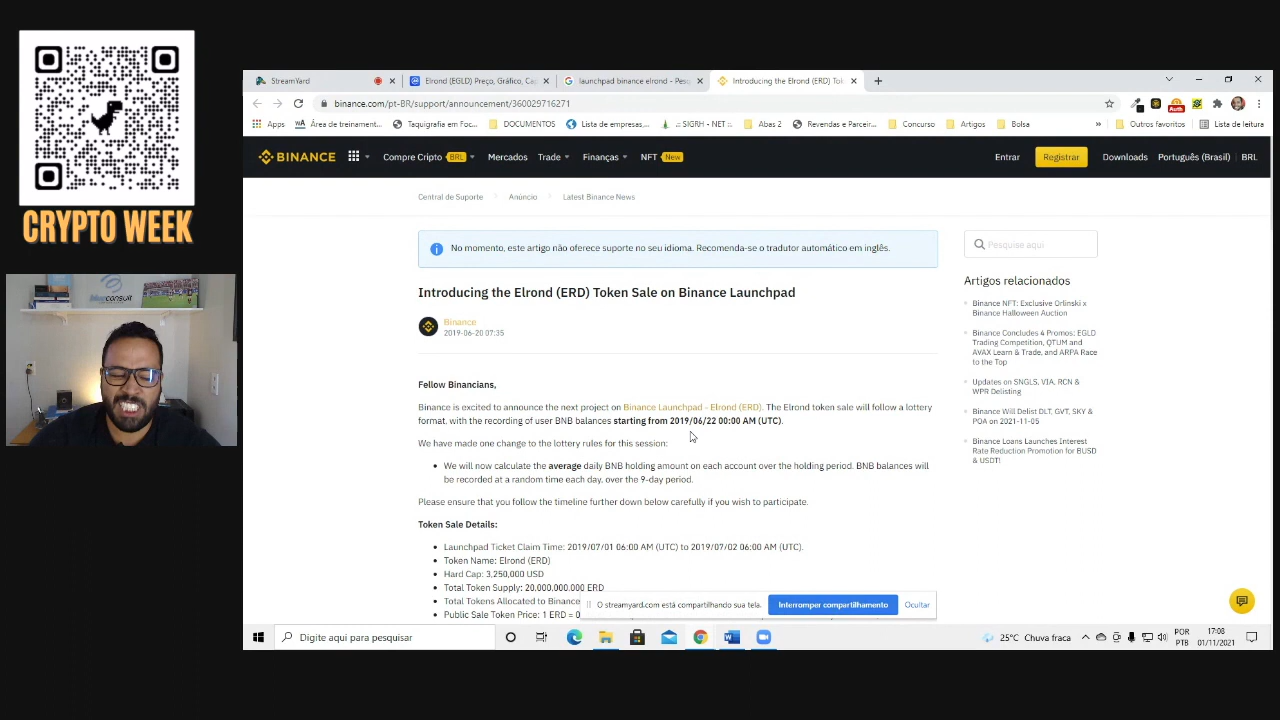 CRYPTO WEEK
StreamYard
Elrond (EGLD) Preço, Gráfico, Ca
launchpad binance elrond - Pesq
Introducing the Elrond (ERD) Tok
binance.com/pt-BR/support/announcement/360029716271
Apps
Área de treinament...
Taquigrafia em Foc...
DOCUMENTOS
Lista de empresas,...
.:: SIGRH - NET ::.
Abas 2
Revendas e Parceir...
Concurso
Artigos
Bolsa
»
Outros favoritos
Lista de leitura
BINANCE
Compre Cripto BRL
Mercados
Trade
Finanças
NFT New
Entrar
Registrar
Downloads
Português (Brasil)
BRL
Central de Suporte
Anúncio
Latest Binance News
No momento, este artigo não oferece suporte no seu idioma. Recomenda-se o tradutor automático em inglês.
Pesquise aqui
Introducing the Elrond (ERD) Token Sale on Binance Launchpad
Binance
2019-06-20 07:35
Fellow Binancians,
Binance is excited to announce the next project on Binance Launchpad - Elrond (ERD). The Elrond token sale will follow a lottery
format, with the recording of user BNB balances starting from 2019/06/22 00:00 AM (UTC).
We have made one change to the lottery rules for this session:
We will now calculate the average daily BNB holding amount on each account over the holding period. BNB balances will
be recorded at a random time each day, over the 9-day period.
Please ensure that you follow the timeline further down below carefully if you wish to participate.
Token Sale Details:
Launchpad Ticket Claim Time: 2019/07/01 06:00 AM (UTC) to 2019/07/02 06:00 AM (UTC).
Token Name: Elrond (ERD)
Hard Cap: 3,250,000 USD
Total Token Supply: 20,000,000,000 ERD
Total Tokens Allocated to Binance
Public Sale Token Price: 1 ERD = 0
Artigos relacionados
Binance NFT: Exclusive Orlinski x
Binance Halloween Auction
Binance Concludes 4 Promos: EGLD
Trading Competition, QTUM and
AVAX Learn & Trade, and ARPA Race
to the Top
Updates on SNGLS, VIA, RCN &
WPR Delisting
Binance Will Delist DLT, GVT, SKY &
POA on 2021-11-05
Binance Loans Launches Interest
Rate Reduction Promotion for BUSD
& USDT!
O streamyard.com está compartilhando sua tela.
Interromper compartilhamento
Ocultar
Digite aqui para pesquisar
25°C Chuva fraca
POR
PTB
17:08
01/11/2021